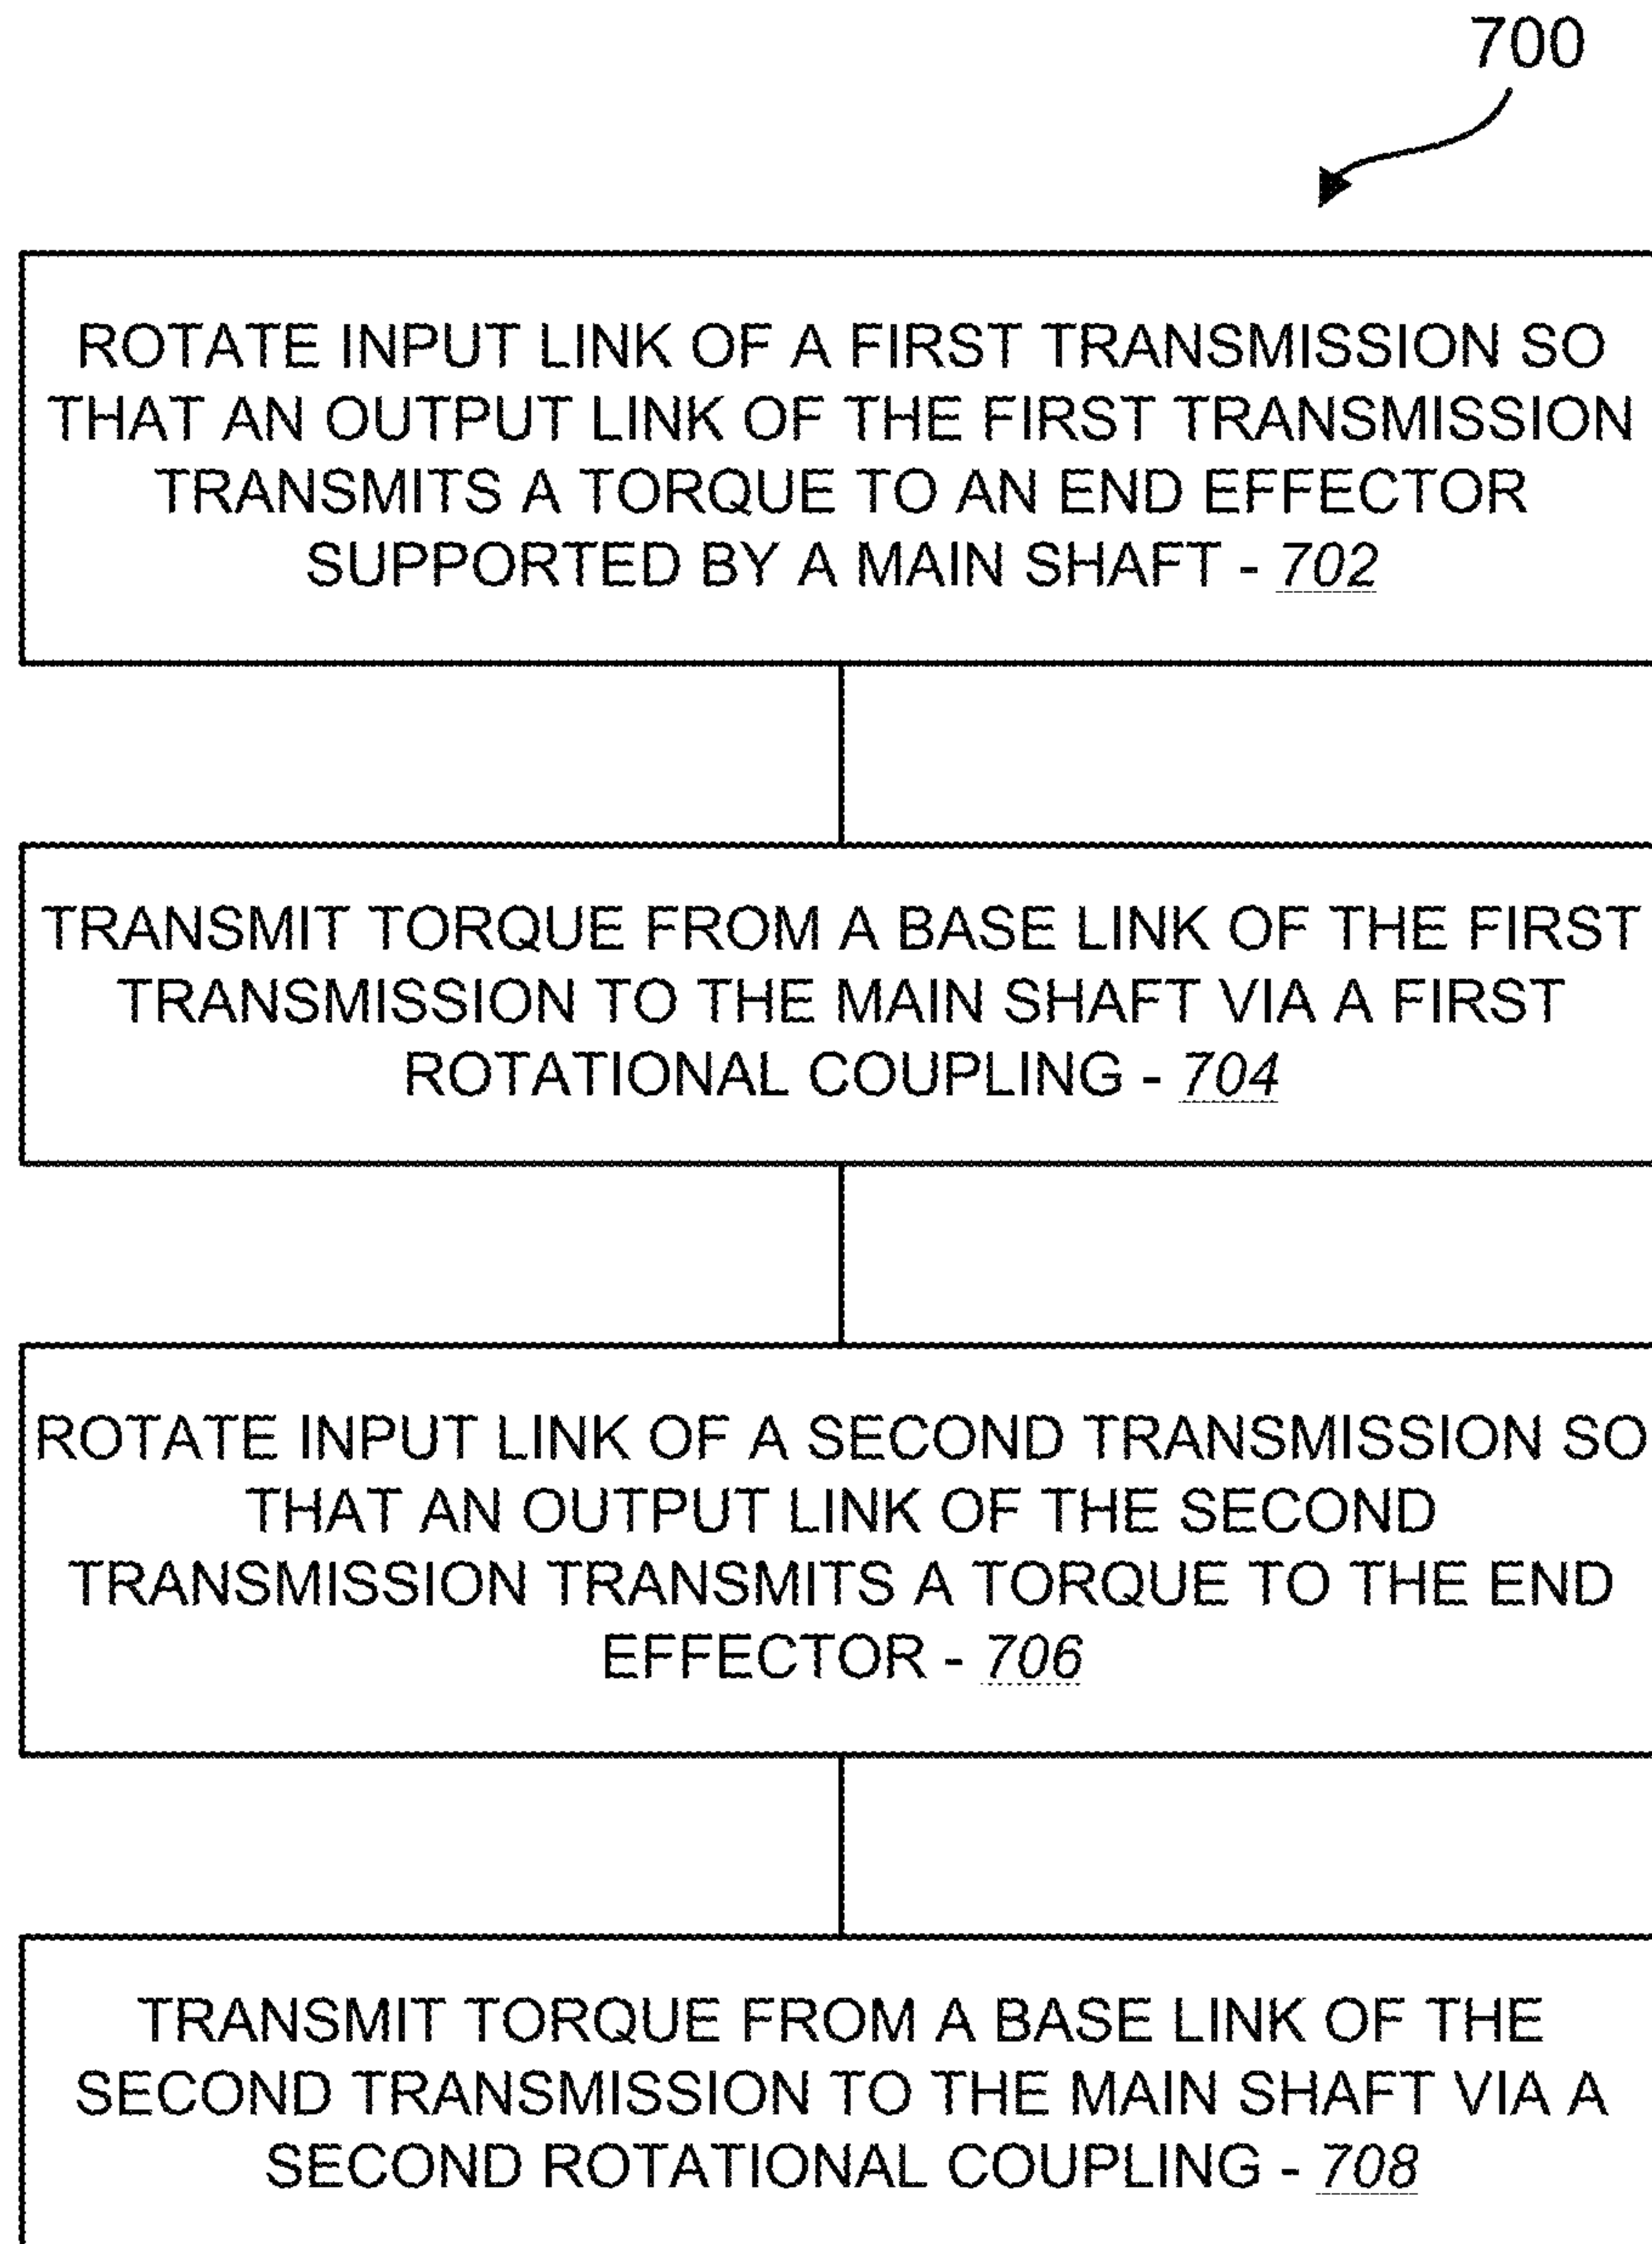 700
ROTATE INPUT LINK OF A FIRST TRANSMISSION SO
THAT AN OUTPUT LINK OF THE FIRST TRANSMISSION
TRANSMITS A TORQUE TO AN END EFFECTOR
SUPPORTED BY A MAIN SHAFT - 702
TRANSMIT TORQUE FROM A BASE LINK OF THE FIRST
TRANSMISSION TO THE MAIN SHAFT VIA A FIRST
ROTATIONAL COUPLING - 704
ROTATE INPUT LINK OF A SECOND TRANSMISSION SO
THAT AN OUTPUT LINK OF THE SECOND
TRANSMISSION TRANSMITS A TORQUE TO THE END
EFFECTOR - 706
TRANSMIT TORQUE FROM A BASE LINK OF THE
SECOND TRANSMISSION TO THE MAIN SHAFT VIA A
SECOND ROTATIONAL COUPLING - 708